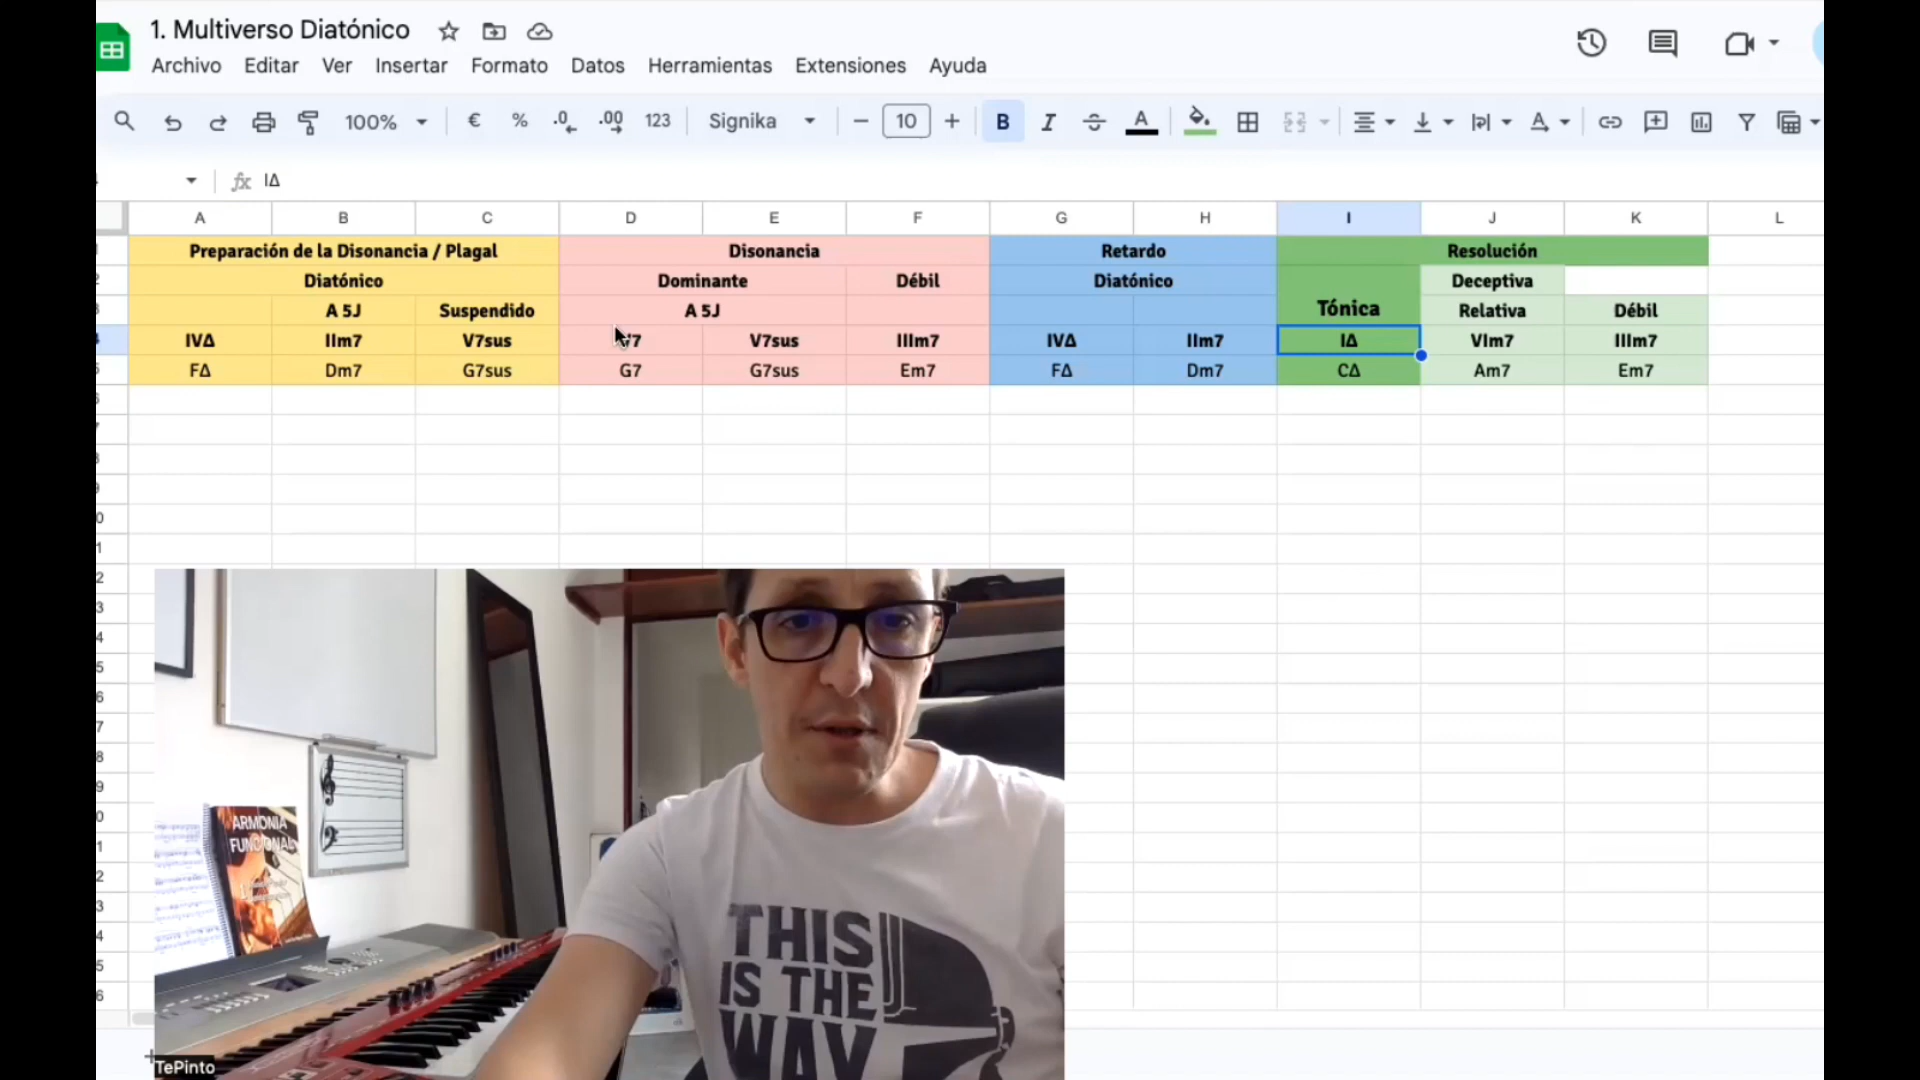 1. Multiverso Diatónico
Archivo Editar Ver Insertar Formato Datos Herramientas Extensiones Ayuda
100% € % .0 .00 123 Signika 10 B I A
fx IΔ
A B C D E F G H I J K L
Preparación de la Disonancia / Plagal Disonancia Retardo Resolución
Diatónico Dominante Débil Diatónico Deceptiva
A 5J Suspendido A 5J Tónica Relativa Débil
IVΔ IIm7 V7sus V7sus IIIm7 IVΔ IIm7 IΔ VIm7 IIIm7
FΔ Dm7 G7sus G7 G7sus Em7 FΔ Dm7 CΔ Am7 Em7
ARMONIA
FUNCIONAL
THIS
IS THE
WAY
TePinto